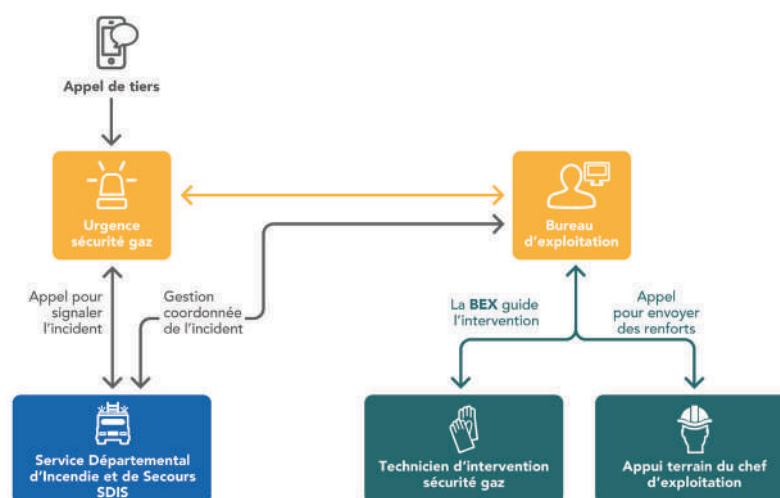 Appel de tiers
Urgence
sécurité gaz
Bureau
d'exploitation
Appel pour
signaler
l'incident
Gestion
coordonnée
de l'incident
La BEX guide
l'intervention
Appel
pour envoyer
des renforts
Service Départemental
d'Incendie et de Secours
SDIS
Technicien d'intervention
sécurité gaz
Appui terrain du chef
d'exploitation